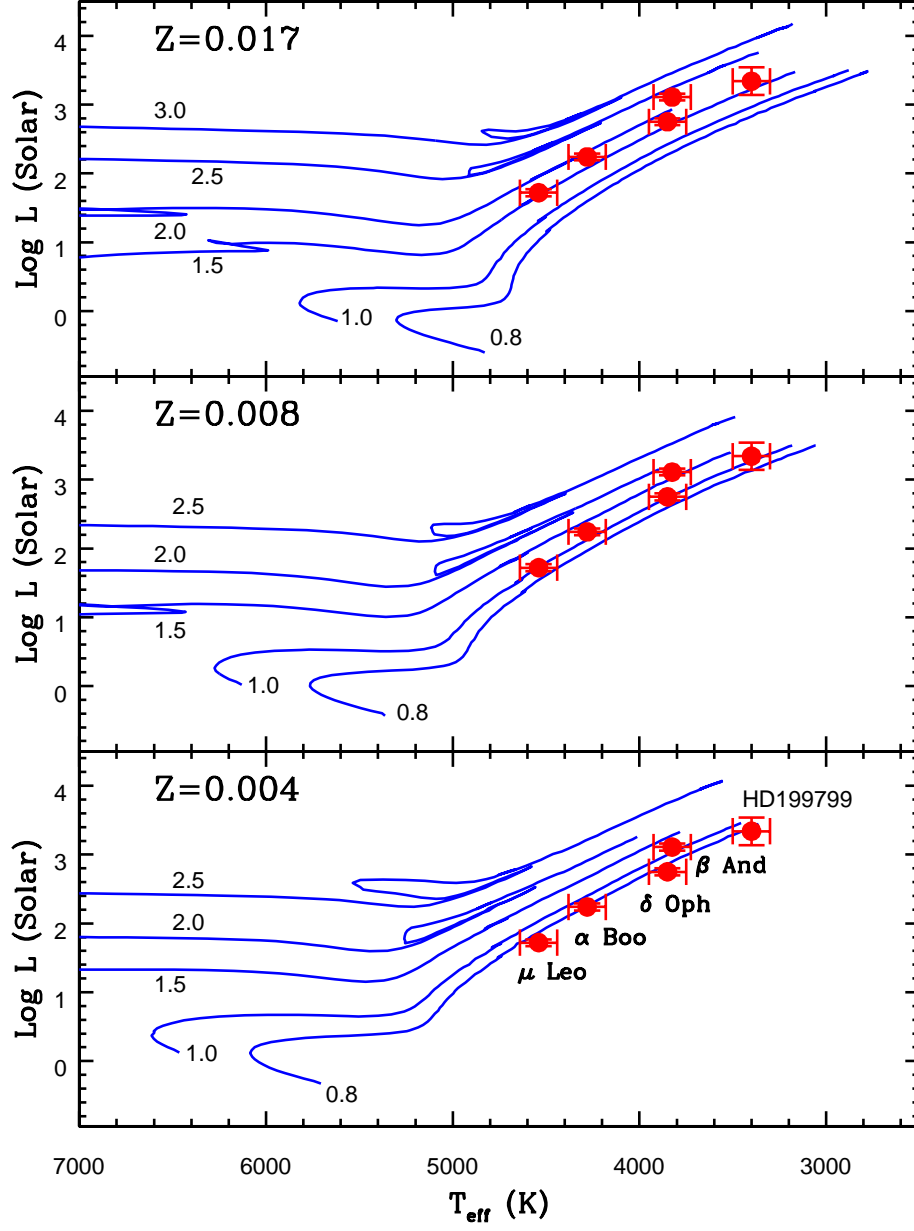 Z=0.017
4
3
2
1
0
Log L (Solar)
3.0
2.5
2.0
1.5
1.0
0.8
Z=0.008
4
3
2
1
0
Log L (Solar)
2.5
2.0
1.5
1.0
0.8
Z=0.004
4
3
2
1
0
Log L (Solar)
2.5
2.0
1.5
1.0
0.8
HD199799
β And
δ Oph
α Boo
μ Leo
7000 6000 5000 4000 3000
T_eff (K)